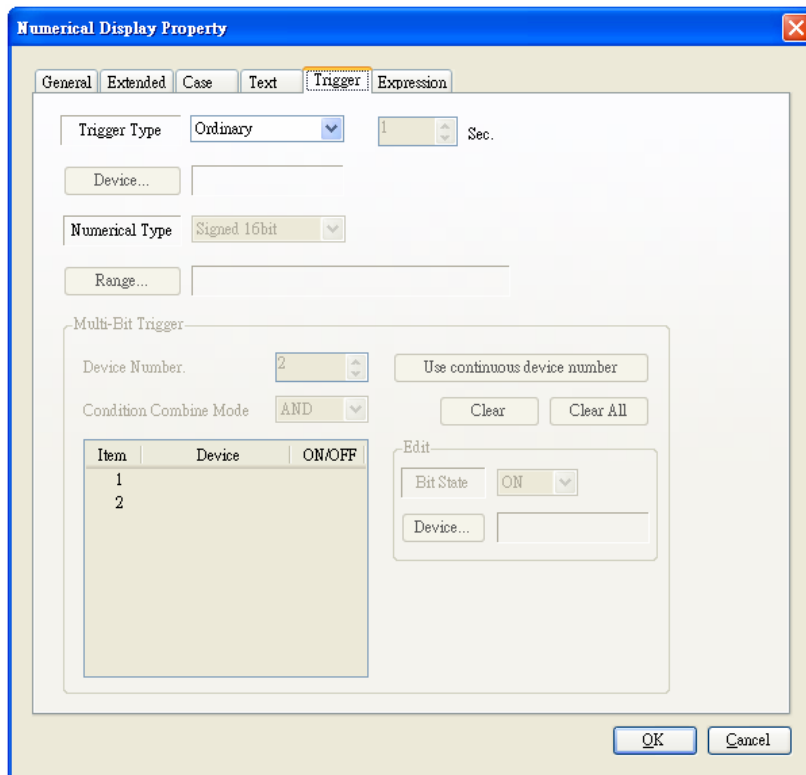 Numerical Display Property
General Extended Case Text Trigger Expression
Trigger Type Ordinary 1 Sec.
Device...
Numerical Type Signed 16bit
Range...
Multi-Bit Trigger
Device Number. 2 Use continuous device number
Condition Combine Mode AND Clear Clear All
Item Device ON/OFF
1
2
Edit
Bit State ON
Device...
OK Cancel